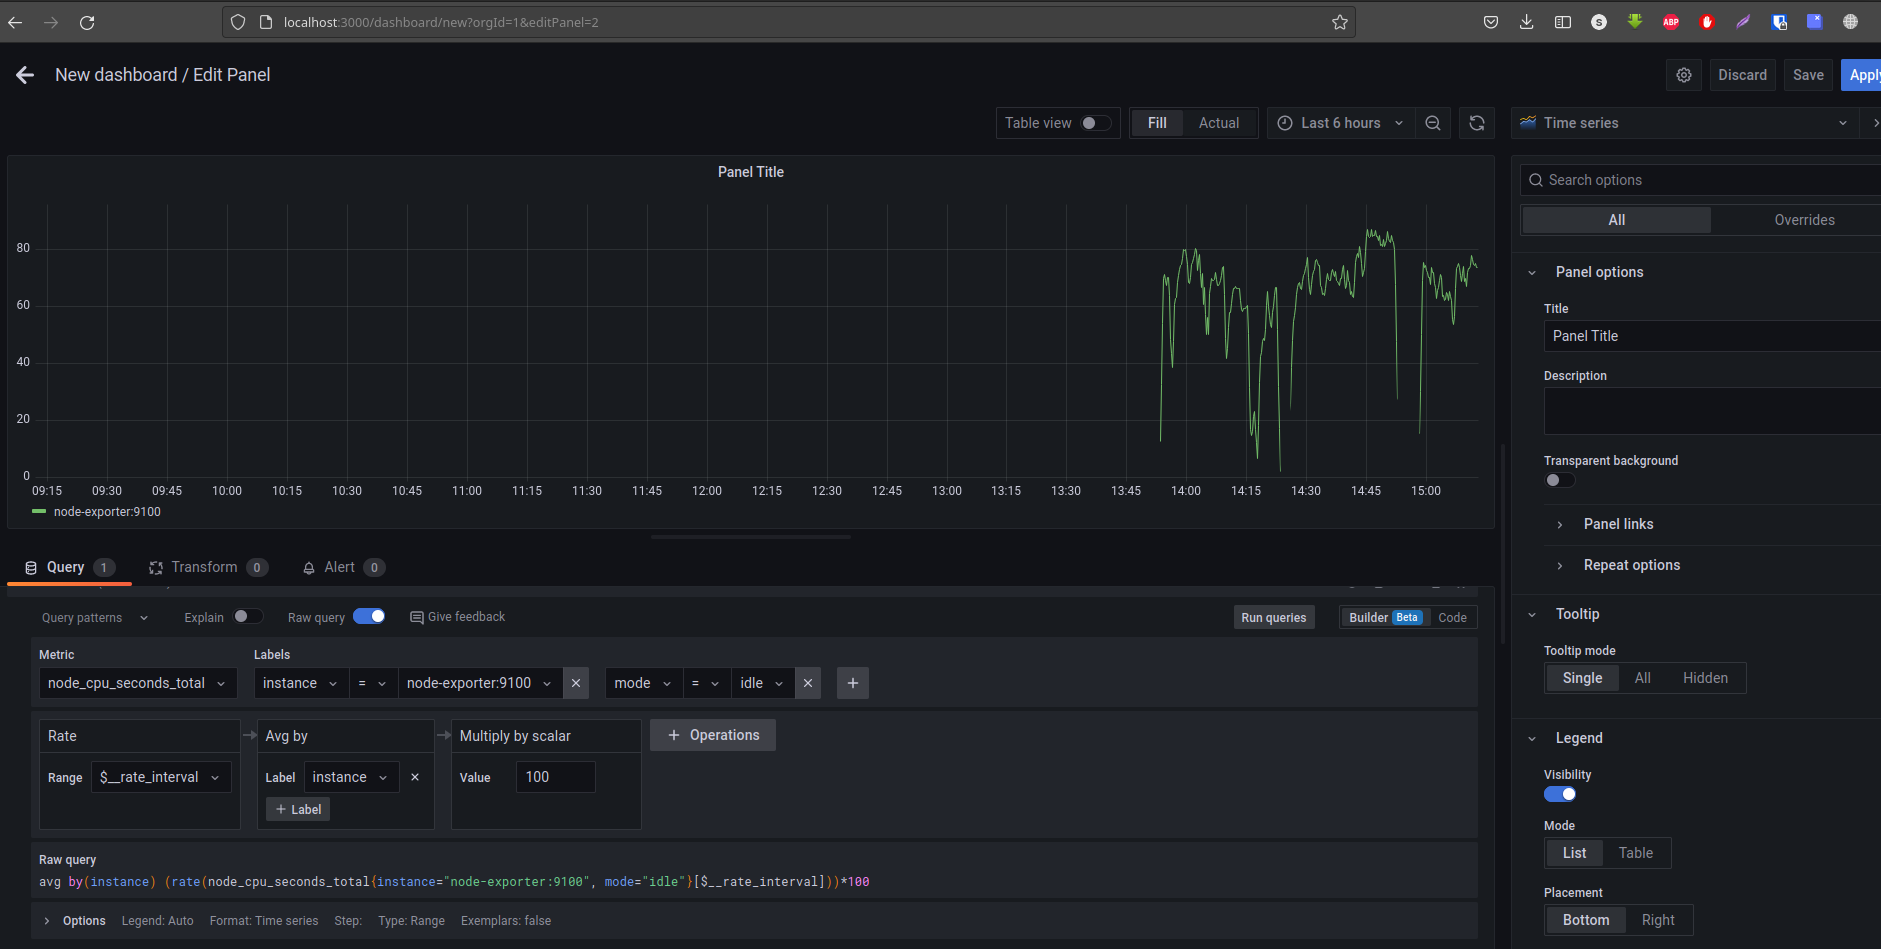 localhost:3000/dashboard/new?orgId=1&editPanel=2
S
ABP
New dashboard / Edit Panel
Discard
Save
Apply
Table view
Fill
Actual
Last 6 hours
Time series
Panel Title
Search options
All
Overrides
80
60
40
20
0
09:15 09:30 09:45 10:00 10:15 10:30 10:45 11:00 11:15 11:30 11:45 12:00 12:15 12:30 12:45 13:00 13:15 13:30 13:45 14:00 14:15 14:30 14:45 15:00
node-exporter:9100
Panel options
Title
Panel Title
Description
Transparent background
Panel links
Repeat options
Tooltip
Tooltip mode
Single All Hidden
Legend
Visibility
Mode
List Table
Placement
Bottom Right
Query 1
Transform 0
Alert 0
Query patterns
Explain
Raw query
Give feedback
Run queries
Builder Beta Code
Metric
Labels
node_cpu_seconds_total
instance = node-exporter:9100
mode = idle
Rate
Avg by
Multiply by scalar
+ Operations
Range $__rate_interval
Label instance
+ Label
Value 100
Raw query
avg by(instance) (rate(node_cpu_seconds_total{instance="node-exporter:9100", mode="idle"}[$__rate_interval]))*100
Options Legend: Auto Format: Time series Step: Type: Range Exemplars: false